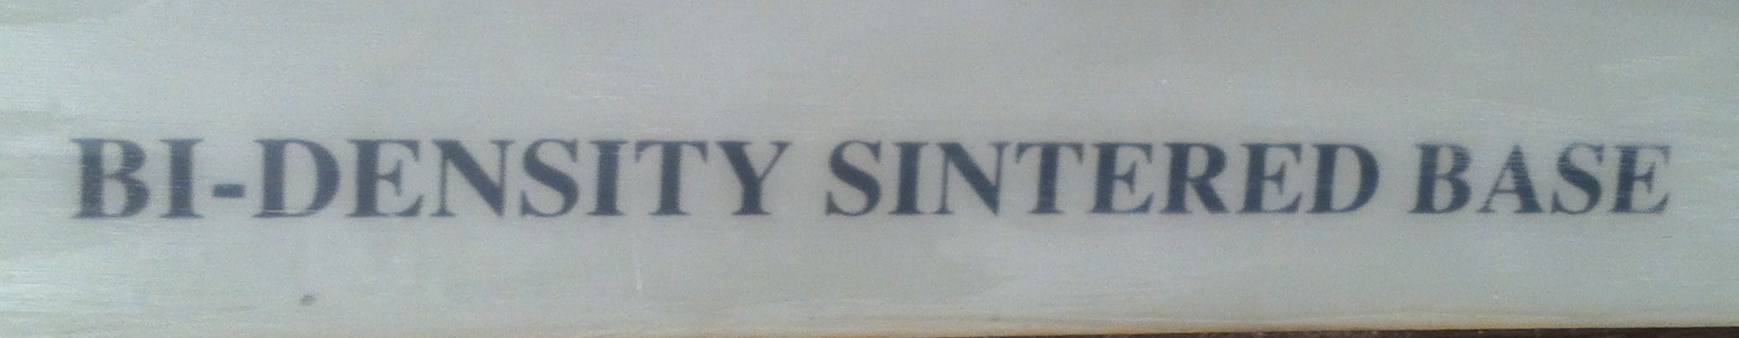 BI-DENSITY SINTERED BASE